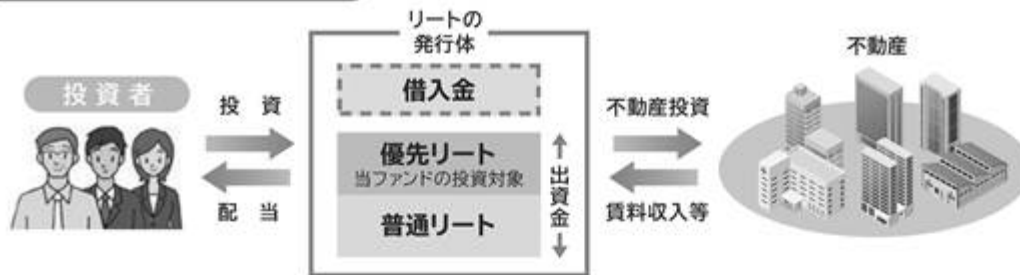 リートの
発行体
不動産
投資者
投 資
借入金
不動産投資
優先リート
当ファンドの投資対象
出資金
配 当
普通リート
賃料収入等